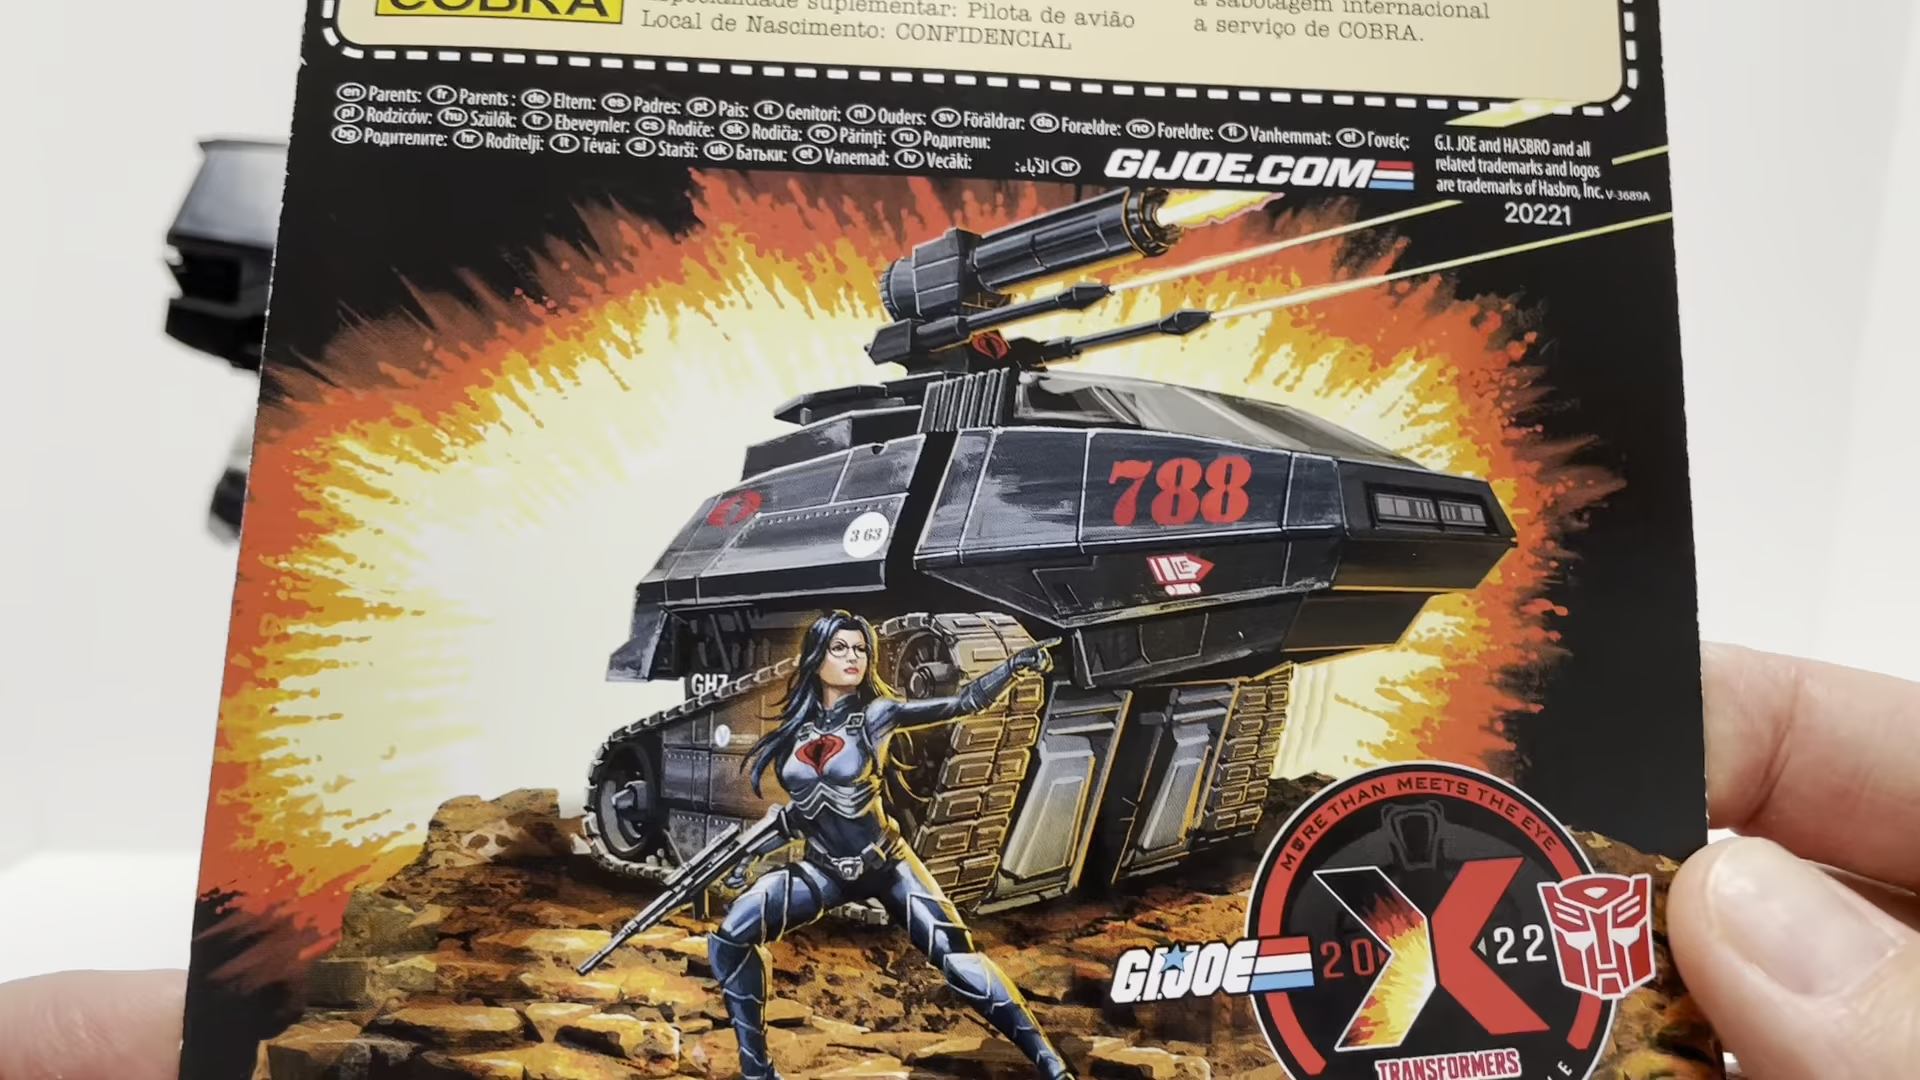 COBRA
suplementar: Pilota de avião
Local de Nascimento: CONFIDENCIAL
a sabotagem internacional
a serviço de COBRA.
en Parents: fr Parents : de Eltern: es Padres: pt Pais: it Genitori: nl Ouders: sv Föräldrar: da Forældre: no Foreldre: fi Vanhemmat: el Γονείς:
pl Rodziców: hu Szülők: tr Ebeveynler: cs Rodiče: sk Rodičia: ro Părinți: ru Родители:
bg Родителите: hr Roditelji: lt Tėvai: sl Starši: uk Батьки: et Vanemad: lv Vecāki:
ar الآباء:
GIJOE.COM
G.I. JOE and HASBRO and all
related trademarks and logos
are trademarks of Hasbro, Inc. V-3689A
20221
788
3 63
GH7
MORE THAN MEETS THE EYE
G.I. JOE
20 X 22
TRANSFORMERS